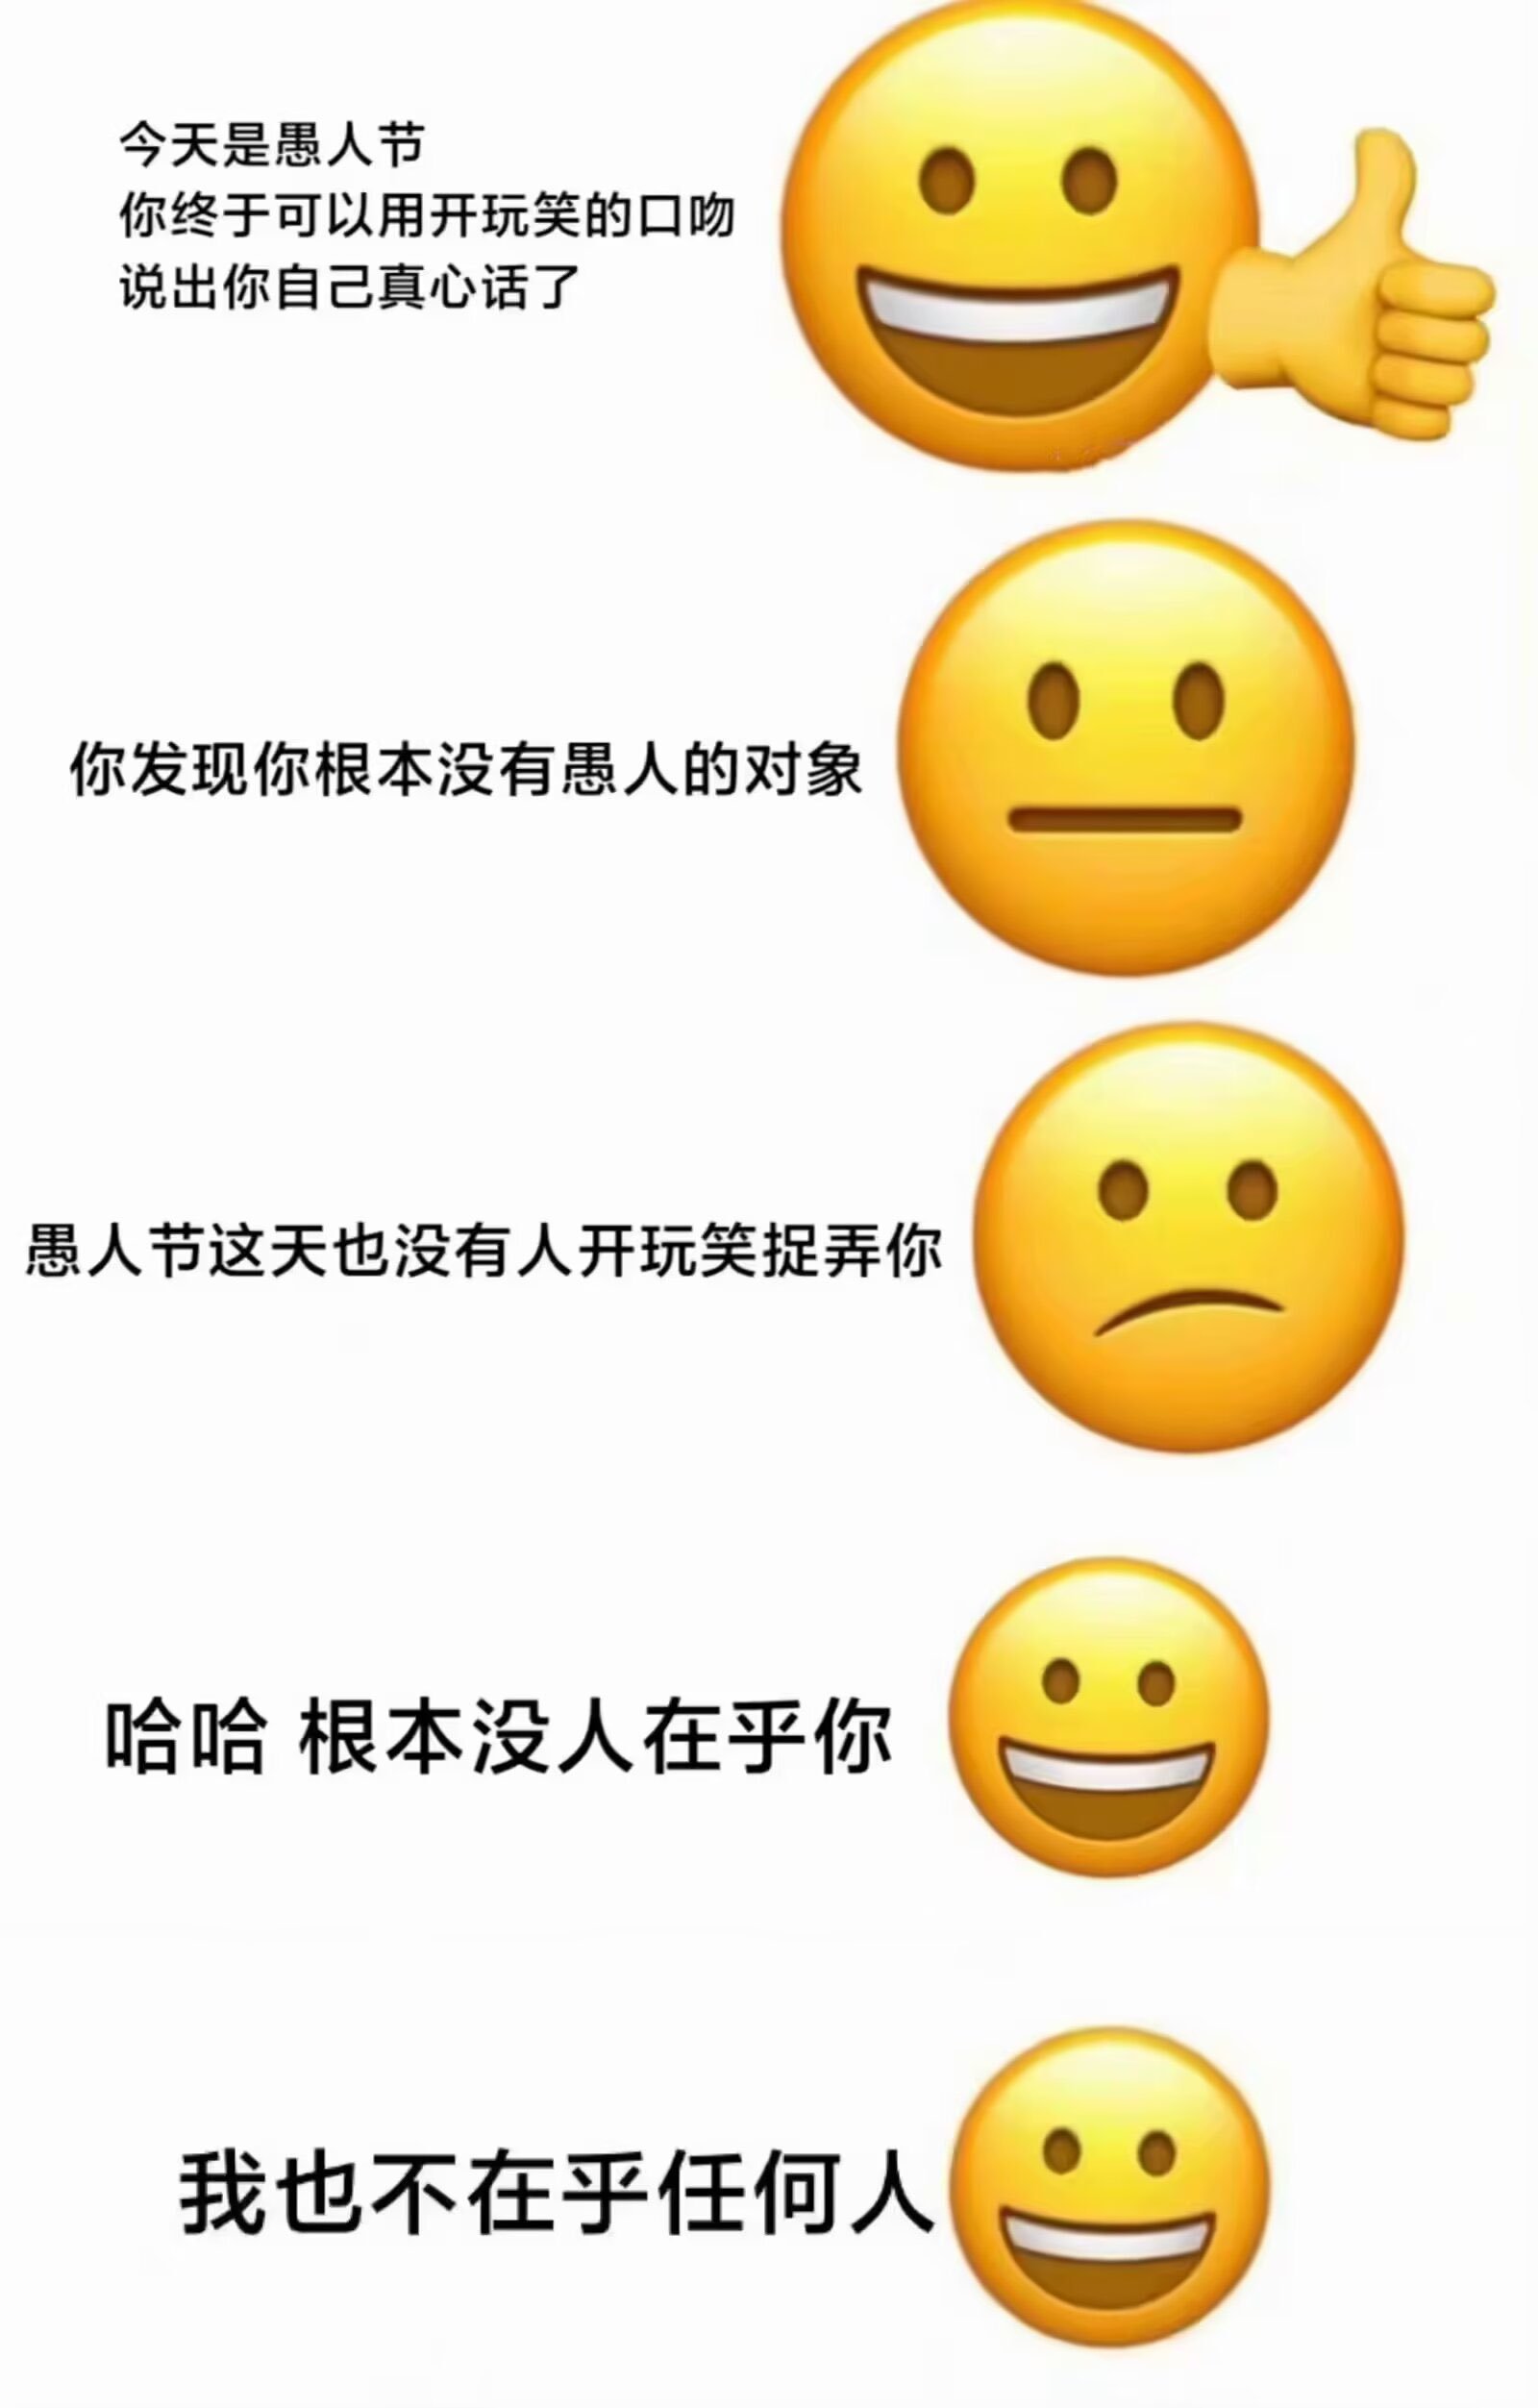 今天是愚人节
你终于可以用开玩笑的口吻
说出你自己真心话了
你发现你根本没有愚人的对象
愚人节这天也没有人开玩笑捉弄你
哈哈 根本没人在乎你
我也不在乎任何人